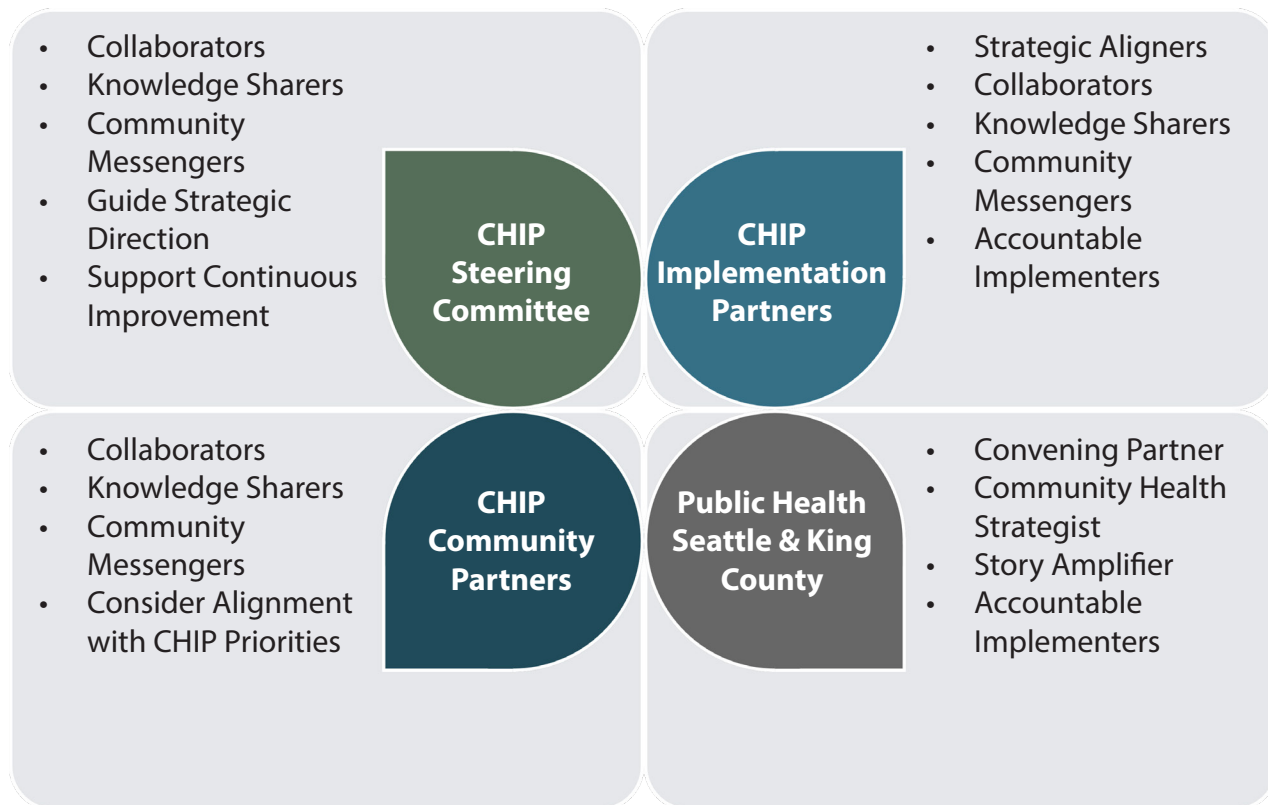 • Collaborators
• Knowledge Sharers
• Community
Messengers
• Guide Strategic
Direction
• Support Continuous
Improvement
CHIP
Steering
Committee
CHIP
Implementation
Partners
• Strategic Aligners
• Collaborators
• Knowledge Sharers
• Community
Messengers
• Accountable
Implementers
• Collaborators
• Knowledge Sharers
• Community
Messengers
• Consider Alignment
with CHIP Priorities
CHIP
Community
Partners
Public Health
Seattle & King
County
• Convening Partner
• Community Health
Strategist
• Story Amplifier
• Accountable
Implementers